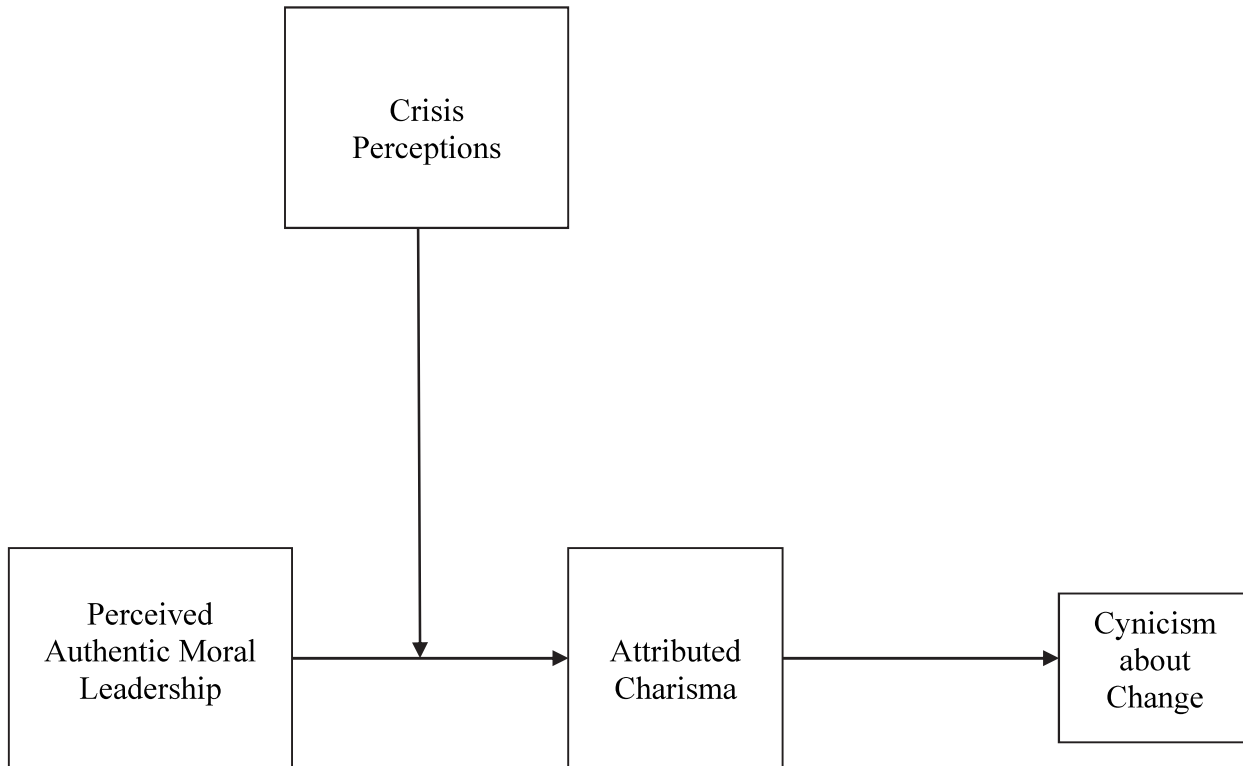 Crisis
Perceptions
Perceived
Authentic Moral
Leadership
Attributed
Charisma
Cynicism
about
Change